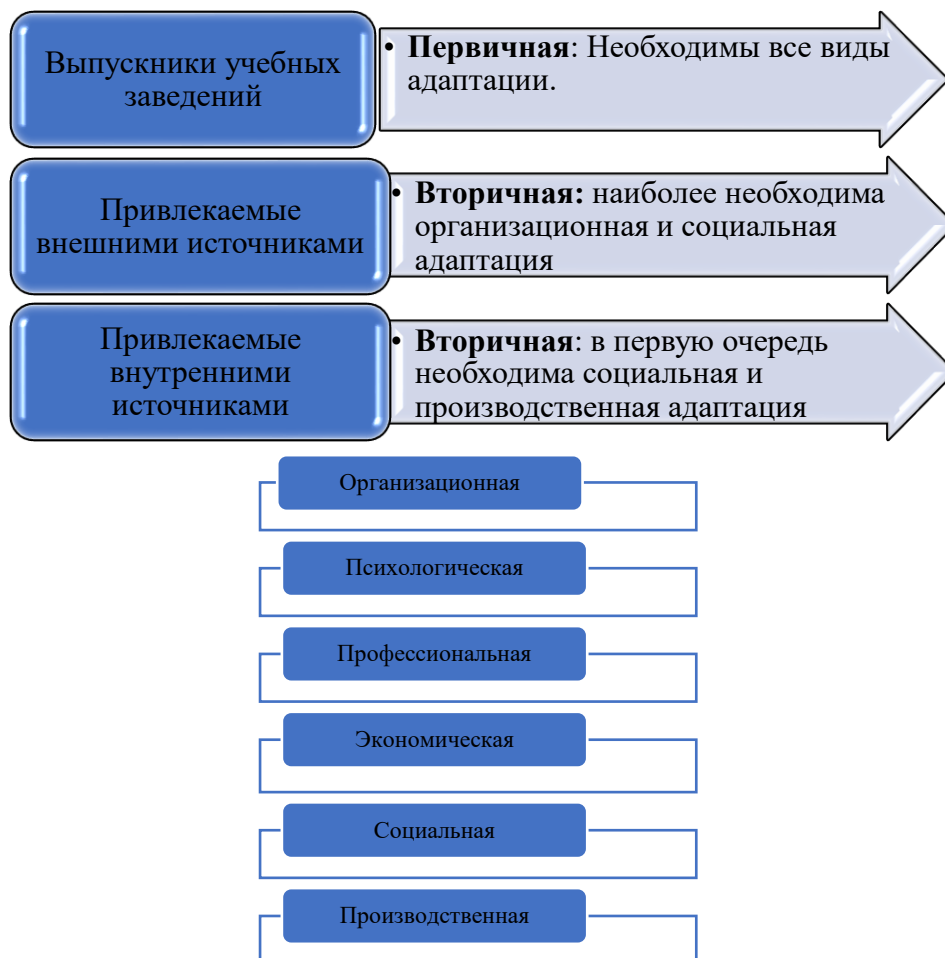 Выпускники учебных
заведений
• Первичная: Необходимы все виды
адаптации.
Привлекаемые
внешними источниками
• Вторичная: наиболее необходима
организационная и социальная
адаптация
Привлекаемые
внутренними
источниками
• Вторичная: в первую очередь
необходима социальная и
производственная адаптация
Организационная
Психологическая
Профессиональная
Экономическая
Социальная
Производственная